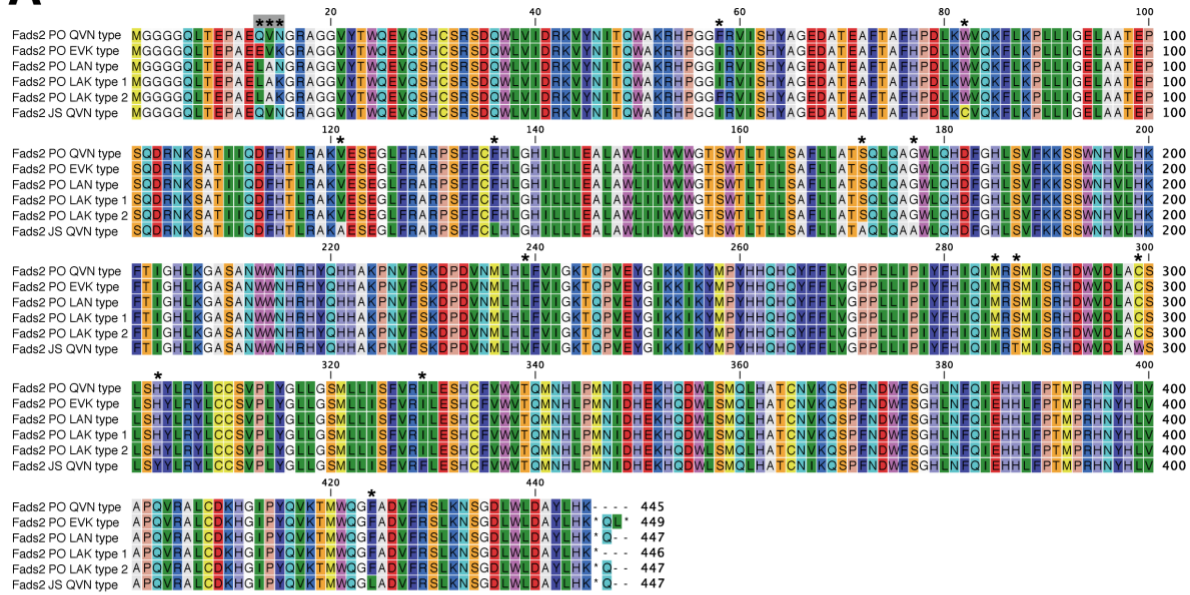 A
20 40 60 80 100
*** * *
Fads2 PO QVN type MGGGGQLTEPAEQVNGRAGGVYTWQEVQSHCSRSDQWLVIDRKVYNITQWAKRHPGGFRVISHYAGEDATEAFTAFHPDLKWVQKFLKPLLIGELAATEP 100
Fads2 PO EVK type MGGGGQLTEPAEEVKGRAGGVYTWQEVQSHCSRSDQWLVIDRKVYNITQWAKRHPGGIRVISHYAGEDATEAFTAFHPDLKWVQKFLKPLLIGELAATEP 100
Fads2 PO LAN type MGGGGQLTEPAELANGRAGGVYTWQEVQSHCSRSDQWLVIDRKVYNITQWAKRHPGGIRVISHYAGEDATEAFTAFHPDLKWVQKFLKPLLIGELAATEP 100
Fads2 PO LAK type 1 MGGGGQLTEPAELAKGRAGGVYTWQEVQSHCSRSDQWLVIDRKVYNITQWAKRHPGGIRVISHYAGEDATEAFTAFHPDLKWVQKFLKPLLIGELAATEP 100
Fads2 PO LAK type 2 MGGGGQLTEPAELAKGRAGGVYTWQEVQSHCSRSDQWLVIDRKVYNITQWAKRHPGGFRVISHYAGEDATEAFTAFHPDLKWVQKFLKPLLIGELAATEP 100
Fads2 JS QVN type MGGGGQLTEPAEQVNGRAGGVYTWQEVQSHCSRSDQWLVIDRKVYNITQWAKRHPGGIRVISHYAGEDATEAFTAFHPDLKCVQKFLKPLLIGELAATEP 100
120 140 160 180 200
* * * *
Fads2 PO QVN type SQDRNKSATIIQDFHTLRAKVESEGLFRARPSFFCFHLGHILLLEALAWLIIWVWGTSWTLTLLSAFLLATSQLQAGWLQHDFGHLSVFKKSSWNHVLHK 200
Fads2 PO EVK type SQDRNKSATIIQDFHTLRAKVESEGLFRARPSFFCFHLGHILLLEALAWLIIWVWGTSWTLTLLSAFLLATSQLQAGWLQHDFGHLSVFKKSSWNHVLHK 200
Fads2 PO LAN type SQDRNKSATIIQDFHTLRAKVESEGLFRARPSFFCFHLGHILLLEALAWLIIWVWGTSWTLTLLSAFLLATSQLQAGWLQHDFGHLSVFKKSSWNHVLHK 200
Fads2 PO LAK type 1 SQDRNKSATIIQDFHTLRAKVESEGLFRARPSFFCFHLGHILLLEALAWLIIWVWGTSWTLTLLSAFLLATSQLQAGWLQHDFGHLSVFKKSSWNHVLHK 200
Fads2 PO LAK type 2 SQDRNKSATIIQDFHTLRAKVESEGLFRARPSFFCFHLGHILLLEALAWLIIWVWGTSWTLTLLSAFLLATSQLQAGWLQHDFGHLSVFKKSSWNHVLHK 200
Fads2 JS QVN type SQDRNKSATIIQDFHTLRAKAESEGLFRARPSFFCLHLGHILLLEALAWLIIWVWGTSWTLTLLSAFLLATAQLQAAWLQHDFGHLSVFKKSSWNHVLHK 200
220 240 260 280 300
* * * *
Fads2 PO QVN type FTIGHLKGASANWWNHRHYQHHAKPNVFSKDPDVNMLHLFVIGKTQPVEYGIKKIKYMPYHHQHQYFFLVGPPLLIPIYFHIQIMRSMISRHDWVDLACS 300
Fads2 PO EVK type FTIGHLKGASANWWNHRHYQHHAKPNVFSKDPDVNMLHLFVIGKTQPVEYGIKKIKYMPYHHQHQYFFLVGPPLLIPIYFHIQIMRSMISRHDWVDLACS 300
Fads2 PO LAN type FTIGHLKGASANWWNHRHYQHHAKPNVFSKDPDVNMLHLFVIGKTQPVEYGIKKIKYMPYHHQHQYFFLVGPPLLIPIYFHIQIMRSMISRHDWVDLACS 300
Fads2 PO LAK type 1 FTIGHLKGASANWWNHRHYQHHAKPNVFSKDPDVNMLHLFVIGKTQPVEYGIKKIKYMPYHHQHQYFFLVGPPLLIPIYFHIQIMRSMISRHDWVDLACS 300
Fads2 PO LAK type 2 FTIGHLKGASANWWNHRHYQHHAKPNVFSKDPDVNMLHLFVIGKTQPVEYGIKKIKYMPYHHQHQYFFLVGPPLLIPIYFHIQIMRSMISRHDWVDLACS 300
Fads2 JS QVN type FTIGHLKGASANWWNHRHYQHHAKPNVFSKDPDVNMLHVFVIGKTQPVEYGIKKIKYMPYHHQHQYFFLVGPPLLIPIYFHIQIIRTMISRHDWVDLAWS 300
320 340 360 380 400
* *
Fads2 PO QVN type LSHYLRYLCCSVPLYGLLGSMLLISFVRILESHCFVWVTQMNHLPMNIDHEKHQDWLSMQLHATCNVKQSPFNDWFSGHLNFQIEHHLFPTMPRHNYHLV 400
Fads2 PO EVK type LSHYLRYLCCSVPLYGLLGSMLLISFVRILESHCFVWVTQMNHLPMNIDHEKHQDWLSMQLHATCNVKQSPFNDWFSGHLNFQIEHHLFPTMPRHNYHLV 400
Fads2 PO LAN type LSHYLRYLCCSVPLYGLLGSMLLISFVRILESHCFVWVTQMNHLPMNIDHEKHQDWLSMQLHATCNVKQSPFNDWFSGHLNFQIEHHLFPTMPRHNYHLV 400
Fads2 PO LAK type 1 LSHYLRYLCCSVPLYGLLGSMLLISFVRILESHCFVWVTQMNHLPMNIDHEKHQDWLSMQLHATCNVKQSPFNDWFSGHLNFQIEHHLFPTMPRHNYHLV 400
Fads2 PO LAK type 2 LSHYLRYLCCSVPLYGLLGSMLLISFVRILESHCFVWVTQMNHLPMNIDHEKHQDWLSMQLHATCNVKQSPFNDWFSGHLNFQIEHHLFPTMPRHNYHLV 400
Fads2 JS QVN type LSYYLRYLCCSVPLYGLLGSMLLISFVRFLESHCFVWVTQMNHLPMNIDHEKHQDWLSMQLHATCNIKQSPFNDWFSGHLNFQIEHHLFPTMPRHNYHLV 400
420 440
*
Fads2 PO QVN type APQVRALCDKHGIPYQVKTMWQGFADVFRSLKNSGDLWLDAYLHK---- 445
Fads2 PO EVK type APQVRALCDKHGIPYQVKTMWQGFADVFRSLKNSGDLWLDAYLHK*QL* 449
Fads2 PO LAN type APQVRALCDKHGIPYQVKTMWQGFADVFRSLKNSGDLWLDAYLHK*Q-- 447
Fads2 PO LAK type 1 APQVRALCDKHGIPYQVKTMWQGFADVFRSLKNSGDLWLDAYLHK*--- 446
Fads2 PO LAK type 2 APQVRALCDKHGIPYQVKTMWQGFADVFRSLKNSGDLWLDAYLHK*Q-- 447
Fads2 JS QVN type APQVRALCDKHGIPYQVKTMWQGLADVFRSLKNSGDLWLDAYLHK*Q-- 447